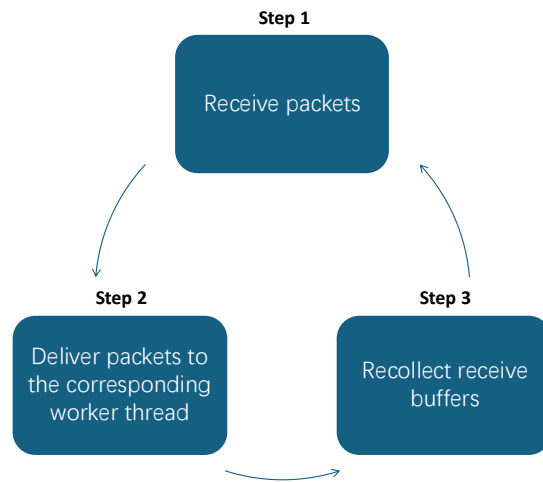 Step 1
Receive packets
Step 2
Deliver packets to
the corresponding
worker thread
Step 3
Recollect receive
buffers